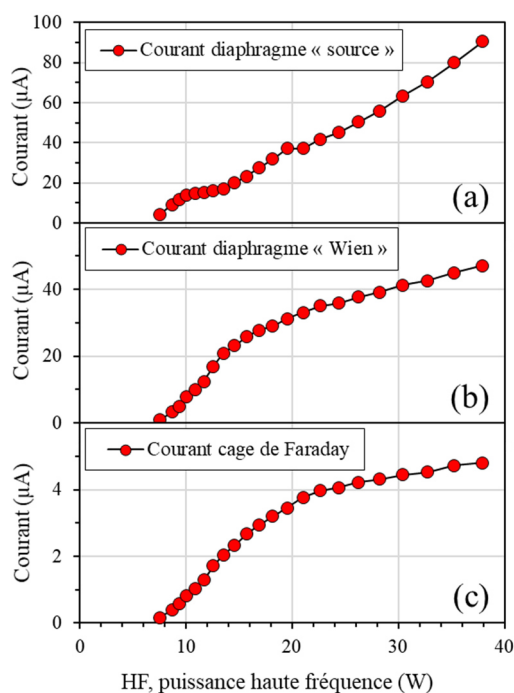 100
80
60
40
20
0
Courant (µA)
Courant diaphragme « source »
(a)
40
20
0
Courant (µA)
Courant diaphragme « Wien »
(b)
4
2
0
Courant (µA)
Courant cage de Faraday
(c)
0 10 20 30 40
HF, puissance haute fréquence (W)